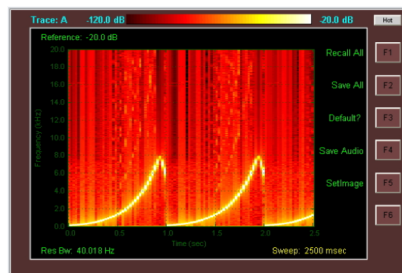 Trace: A -120.0 dB -20.0 dB Hot
Reference: -20.0 dB
Recall All F1
Save All F2
Default? F3
Save Audio F4
SetImage F5
F6
20.0
18.0
16.0
14.0
12.0
10.0
8.0
6.0
4.0
2.0
0.0
Frequency (kHz)
0.0 0.5 1.0 1.5 2.0 2.5
Time (sec)
Res Bw: 40.018 Hz Sweep: 2500 msec